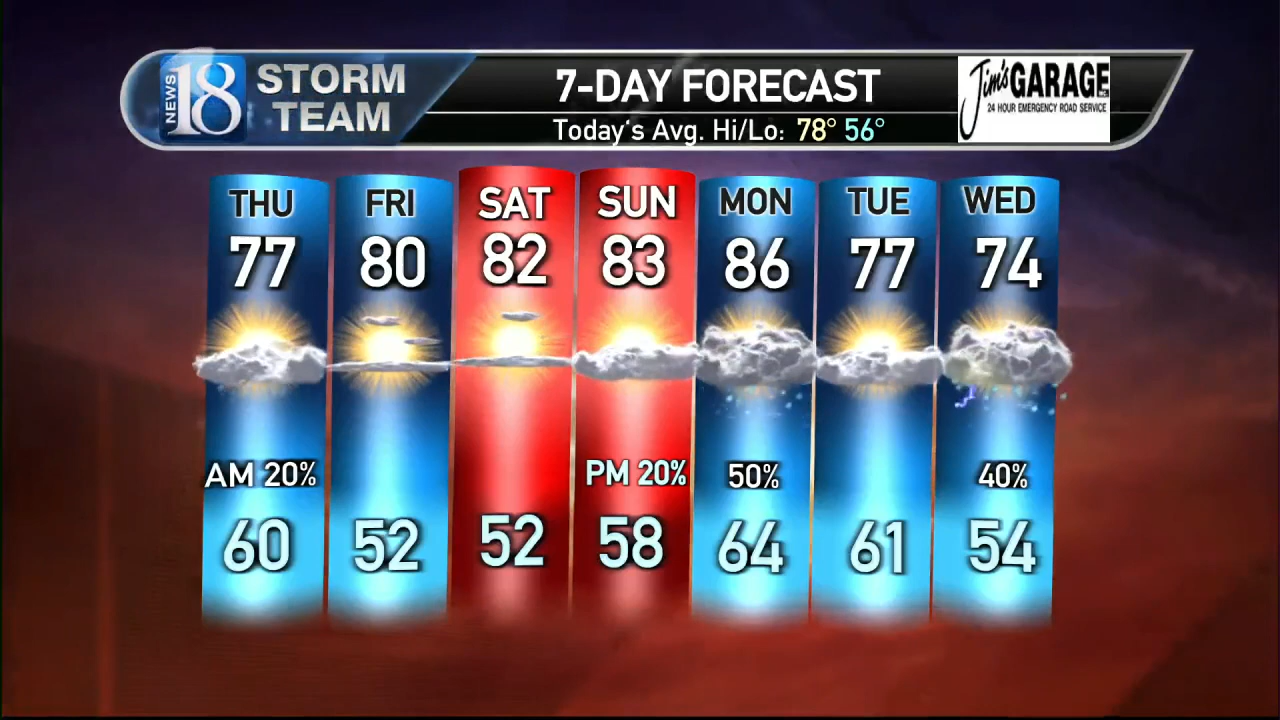 NEWS 18 STORM TEAM
7-DAY FORECAST
Today's Avg. Hi/Lo: 78° 56°
Jim's GARAGE INC
24 HOUR EMERGENCY ROAD SERVICE
THU FRI SAT SUN MON TUE WED
77 80 82 83 86 77 74
AM 20% PM 20% 50% 40%
60 52 52 58 64 61 54